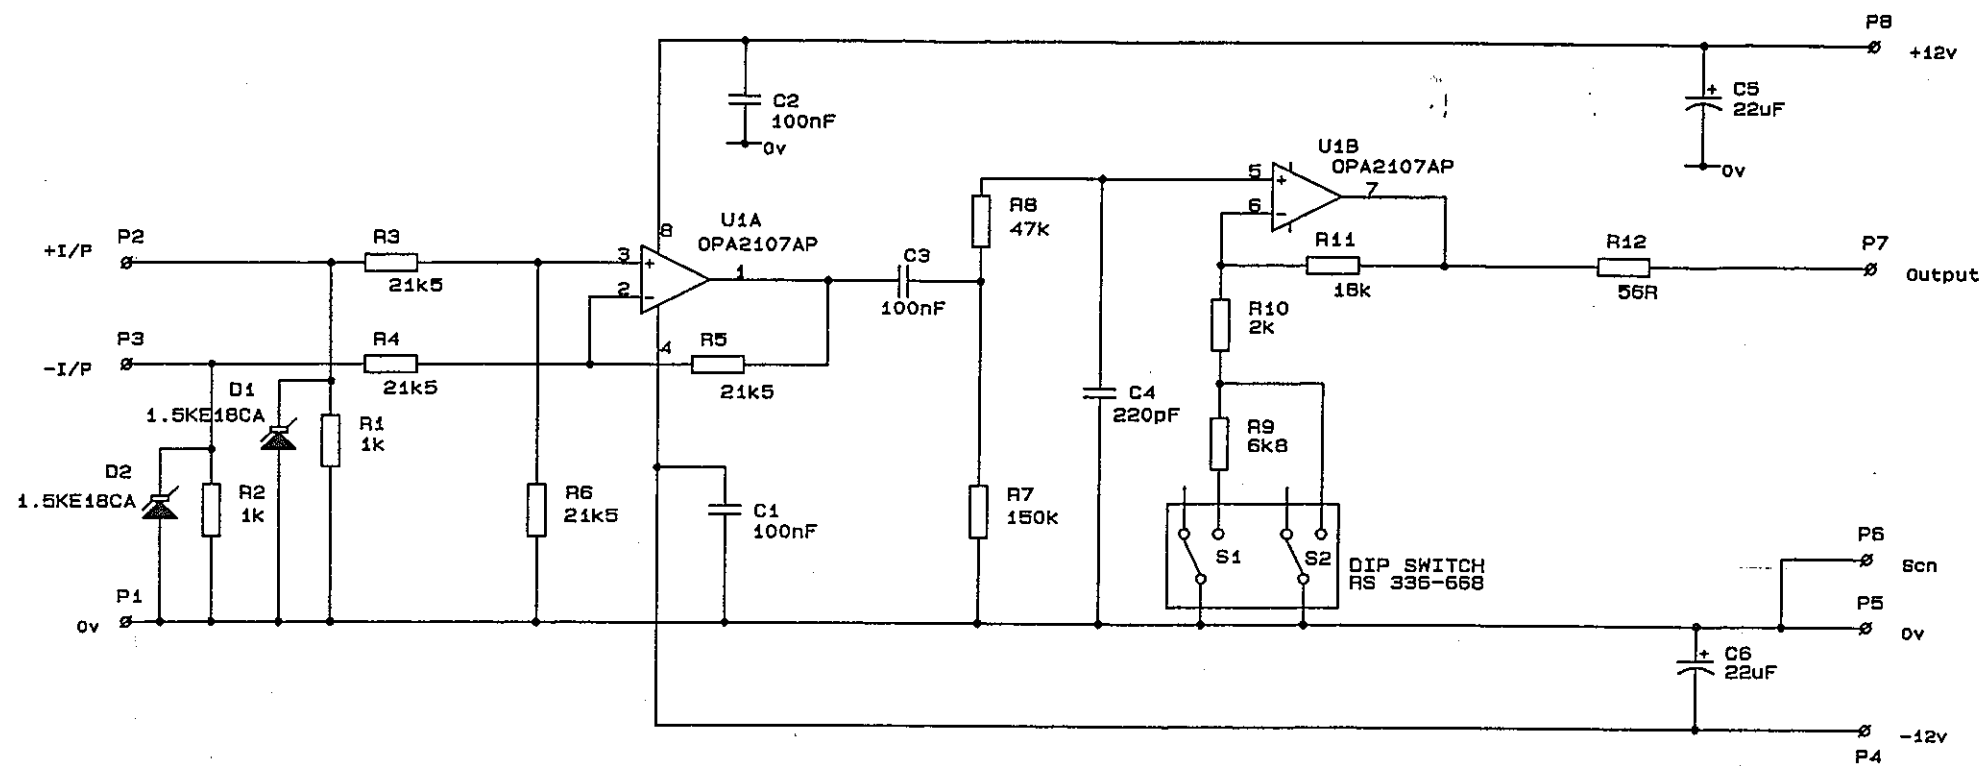 P8
+12v
C5
22uF
0v
C2
100nF
0v
U1B
OPA2107AP
5
+
6
-
7
R8
47k
U1A
OPA2107AP
8
3
+
2
-
1
4
+I/P
P2
R3
21k5
C3
100nF
R11
18k
R12
56R
P7
Output
-I/P
P3
R4
21k5
R5
21k5
R10
2k
D1
1.5KE18CA
R1
1k
C4
220pF
R9
6k8
D2
1.5KE18CA
R2
1k
R6
21k5
C1
100nF
R7
150k
S1
S2
DIP SWITCH
RS 336-668
P6
Scn
P1
0v
P5
0v
+
C6
22uF
-12v
P4